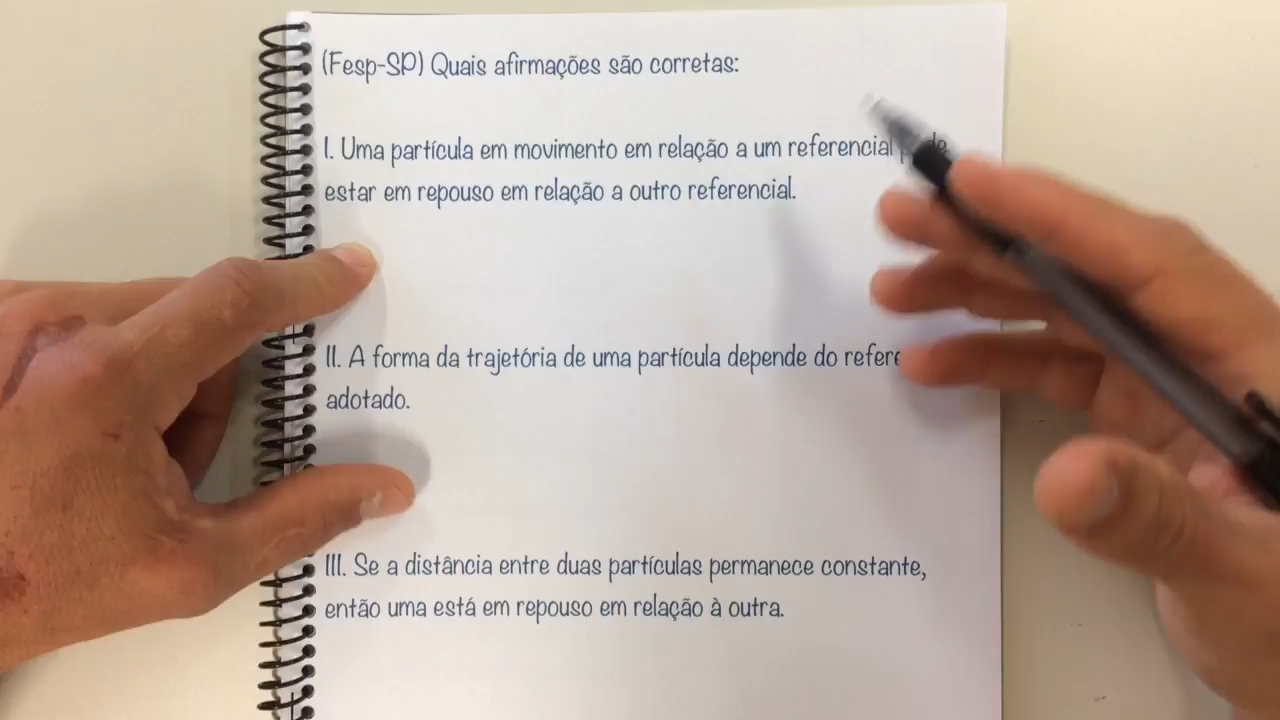 (Fesp-SP) Quais afirmações são corretas:
I. Uma partícula em movimento em relação a um referencial
estar em repouso em relação a outro referencial.
II. A forma da trajetória de uma partícula depende do
adotado.
III. Se a distância entre duas partículas permanece constante,
então uma está em repouso em relação à outra.